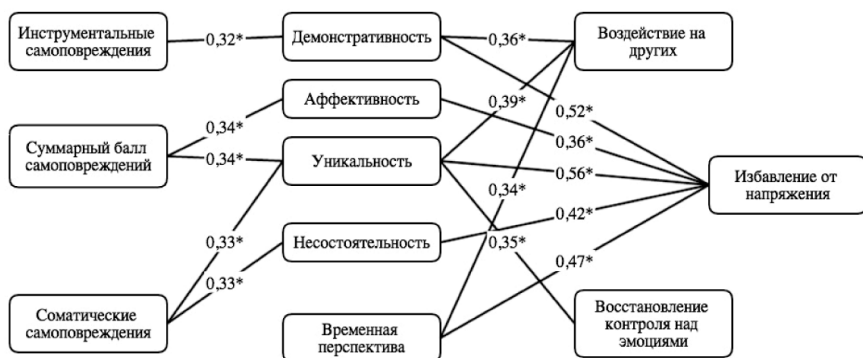 Инструментальные
самоповреждения
0,32*
Демонстративность
0,36*
Воздействие на
других
Аффективность
0,39*
0,52*
0,34*
Суммарный балл
самоповреждений
0,34*
Уникальность
0,36*
0,56*
Избавление от
напряжения
0,34*
0,42*
0,33*
Несостоятельность
0,35*
0,47*
0,33*
Соматические
самоповреждения
Временная
перспектива
Восстановление
контроля над
эмоциями